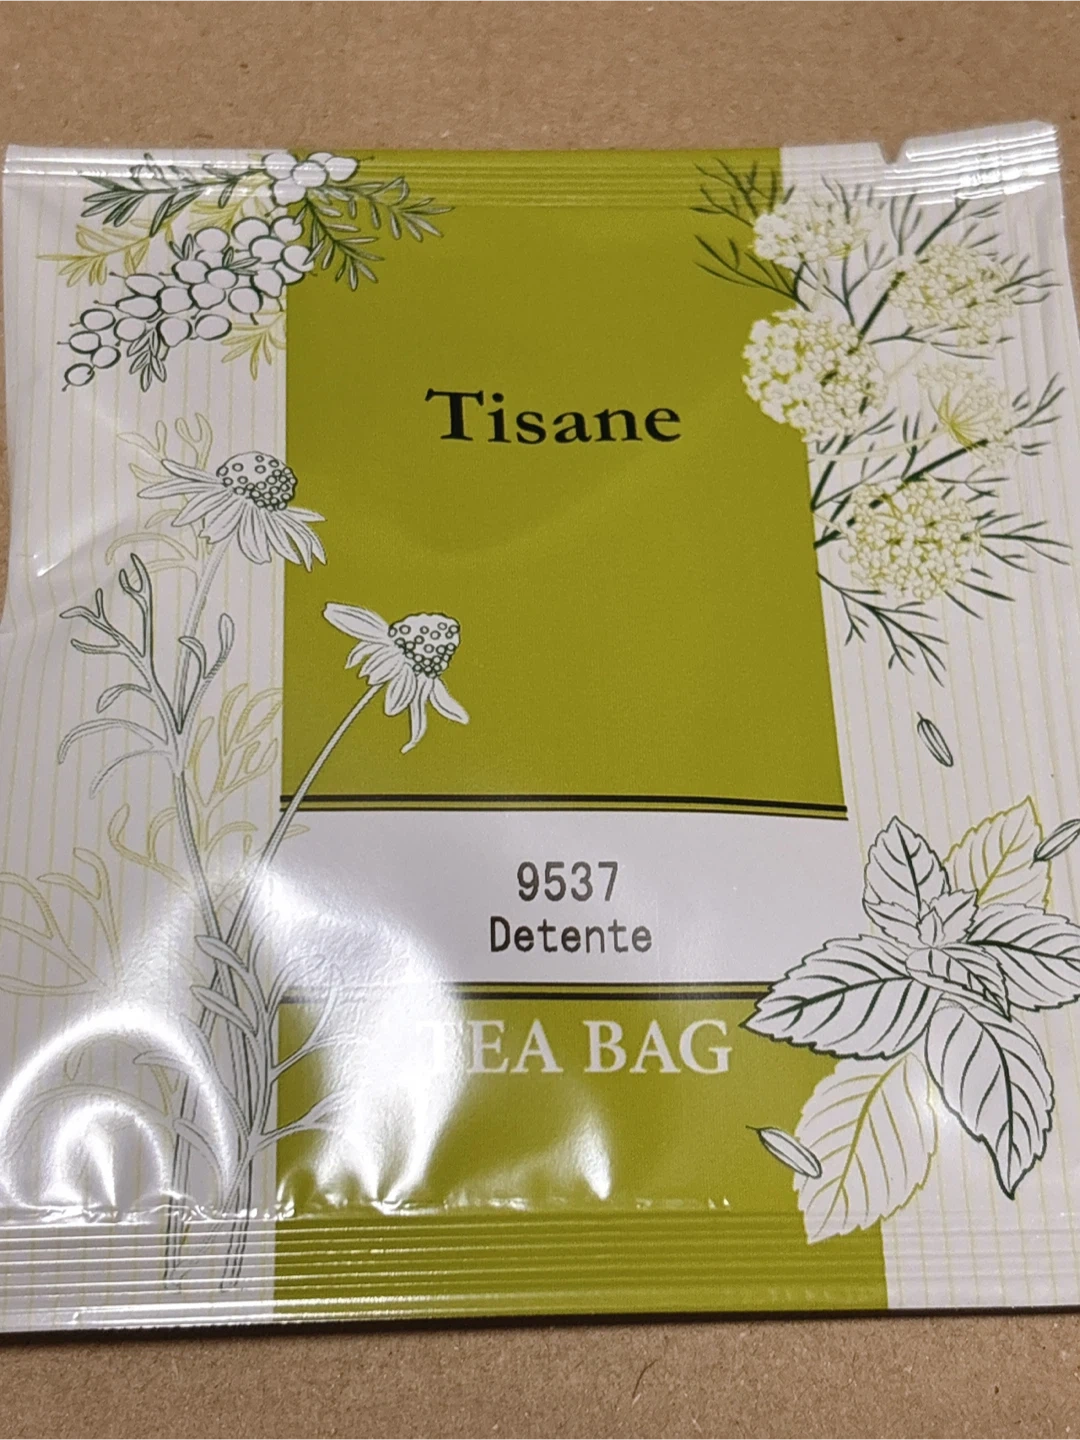 Tisane
9537
Detente
TEA BAG